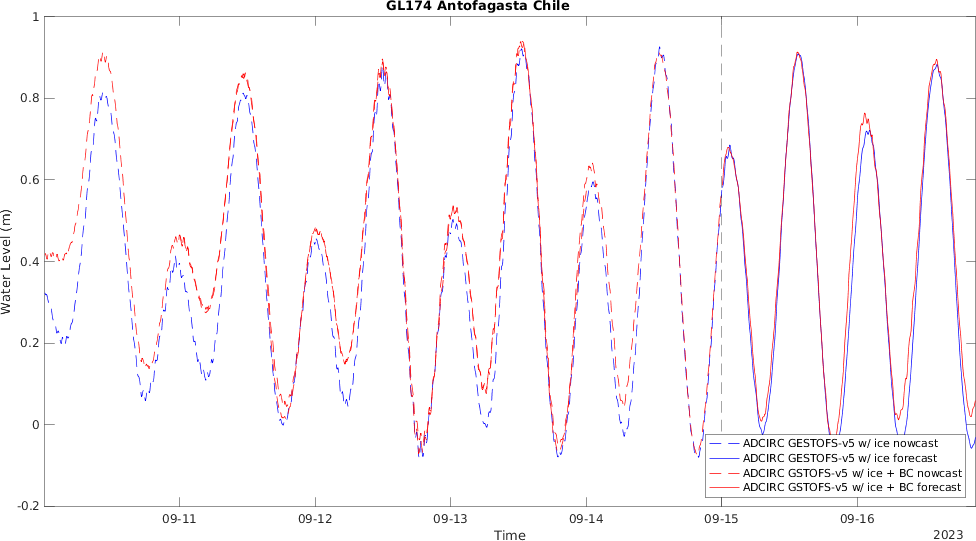 GL174 Antofagasta Chile
1
0.8
0.6
0.4
0.2
0
-0.2
Water Level (m)
09-11
09-12
09-13
09-14
09-15
09-16
Time
2023
ADCIRC GESTOFS-v5 w/ ice nowcast
ADCIRC GESTOFS-v5 w/ ice forecast
ADCIRC GSTOFS-v5 w/ ice + BC nowcast
ADCIRC GSTOFS-v5 w/ ice + BC forecast